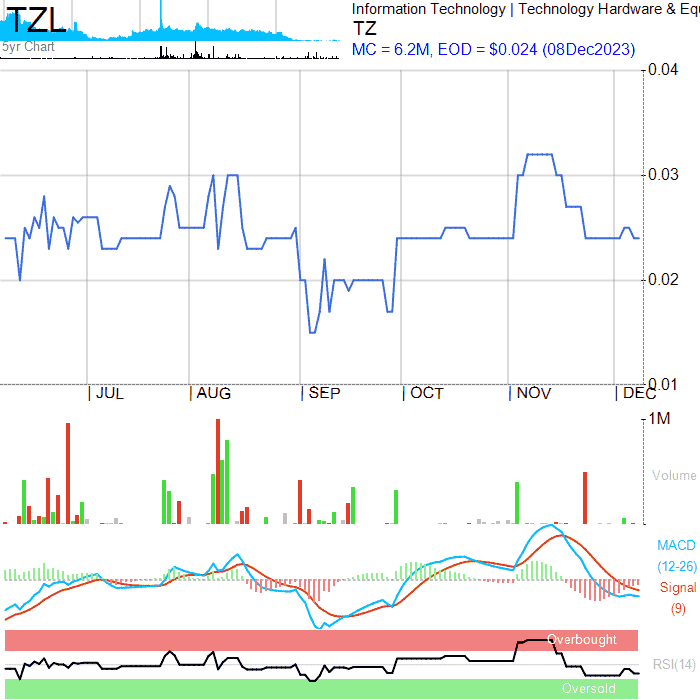 TZL
5yr Chart
Information Technology | Technology Hardware & Equ
TZ
MC = 6.2M, EOD = $0.024 (08Dec2023)
0.04
0.03
0.02
0.01
| JUL | AUG | SEP | OCT | NOV | DEC
1M
Volume
MACD
(12-26)
Signal
(9)
Overbought
RSI(14)
Oversold